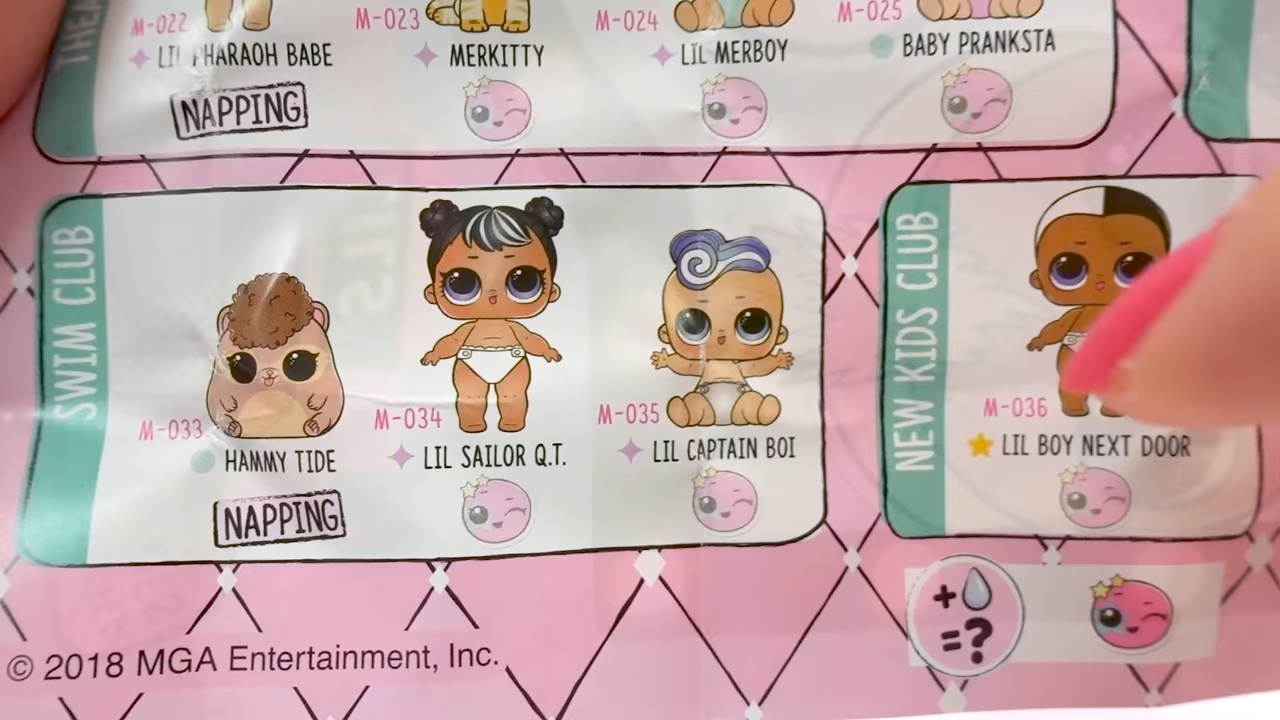 THEA
M-022
LIL PHARAOH BABE
NAPPING
M-023
MERKITTY
M-024
LIL MERBOY
M-025
BABY PRANKSTA
SWIM CLUB
M-033
HAMMY TIDE
NAPPING
M-034
LIL SAILOR Q.T.
M-035
LIL CAPTAIN BOI
NEW KIDS CLUB
M-036
LIL BOY NEXT DOOR
+
=?
© 2018 MGA Entertainment, Inc.